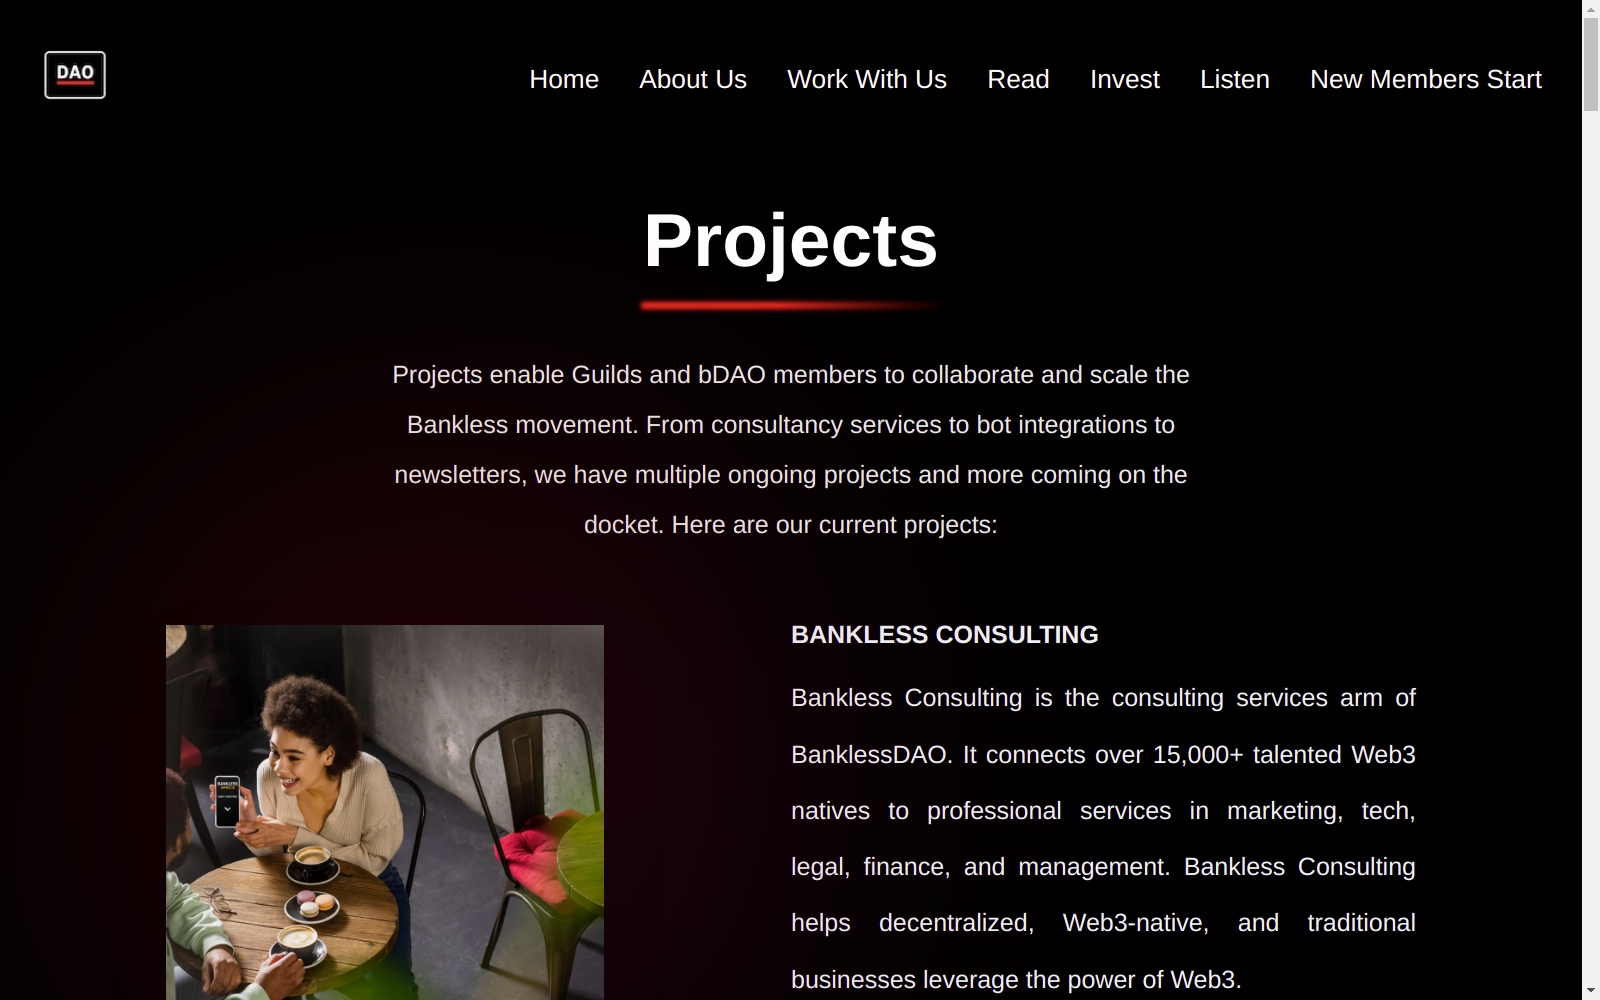 DAO
Home
About Us
Work With Us
Read
Invest
Listen
New Members Start
Projects
Projects enable Guilds and bDAO members to collaborate and scale the
Bankless movement. From consultancy services to bot integrations to
newsletters, we have multiple ongoing projects and more coming on the
docket. Here are our current projects:
BANKLESS CONSULTING
Bankless Consulting is the consulting services arm of
BanklessDAO. It connects over 15,000+ talented Web3
natives to professional services in marketing, tech,
legal, finance, and management. Bankless Consulting
helps decentralized, Web3-native, and traditional
businesses leverage the power of Web3.
BANKLESS